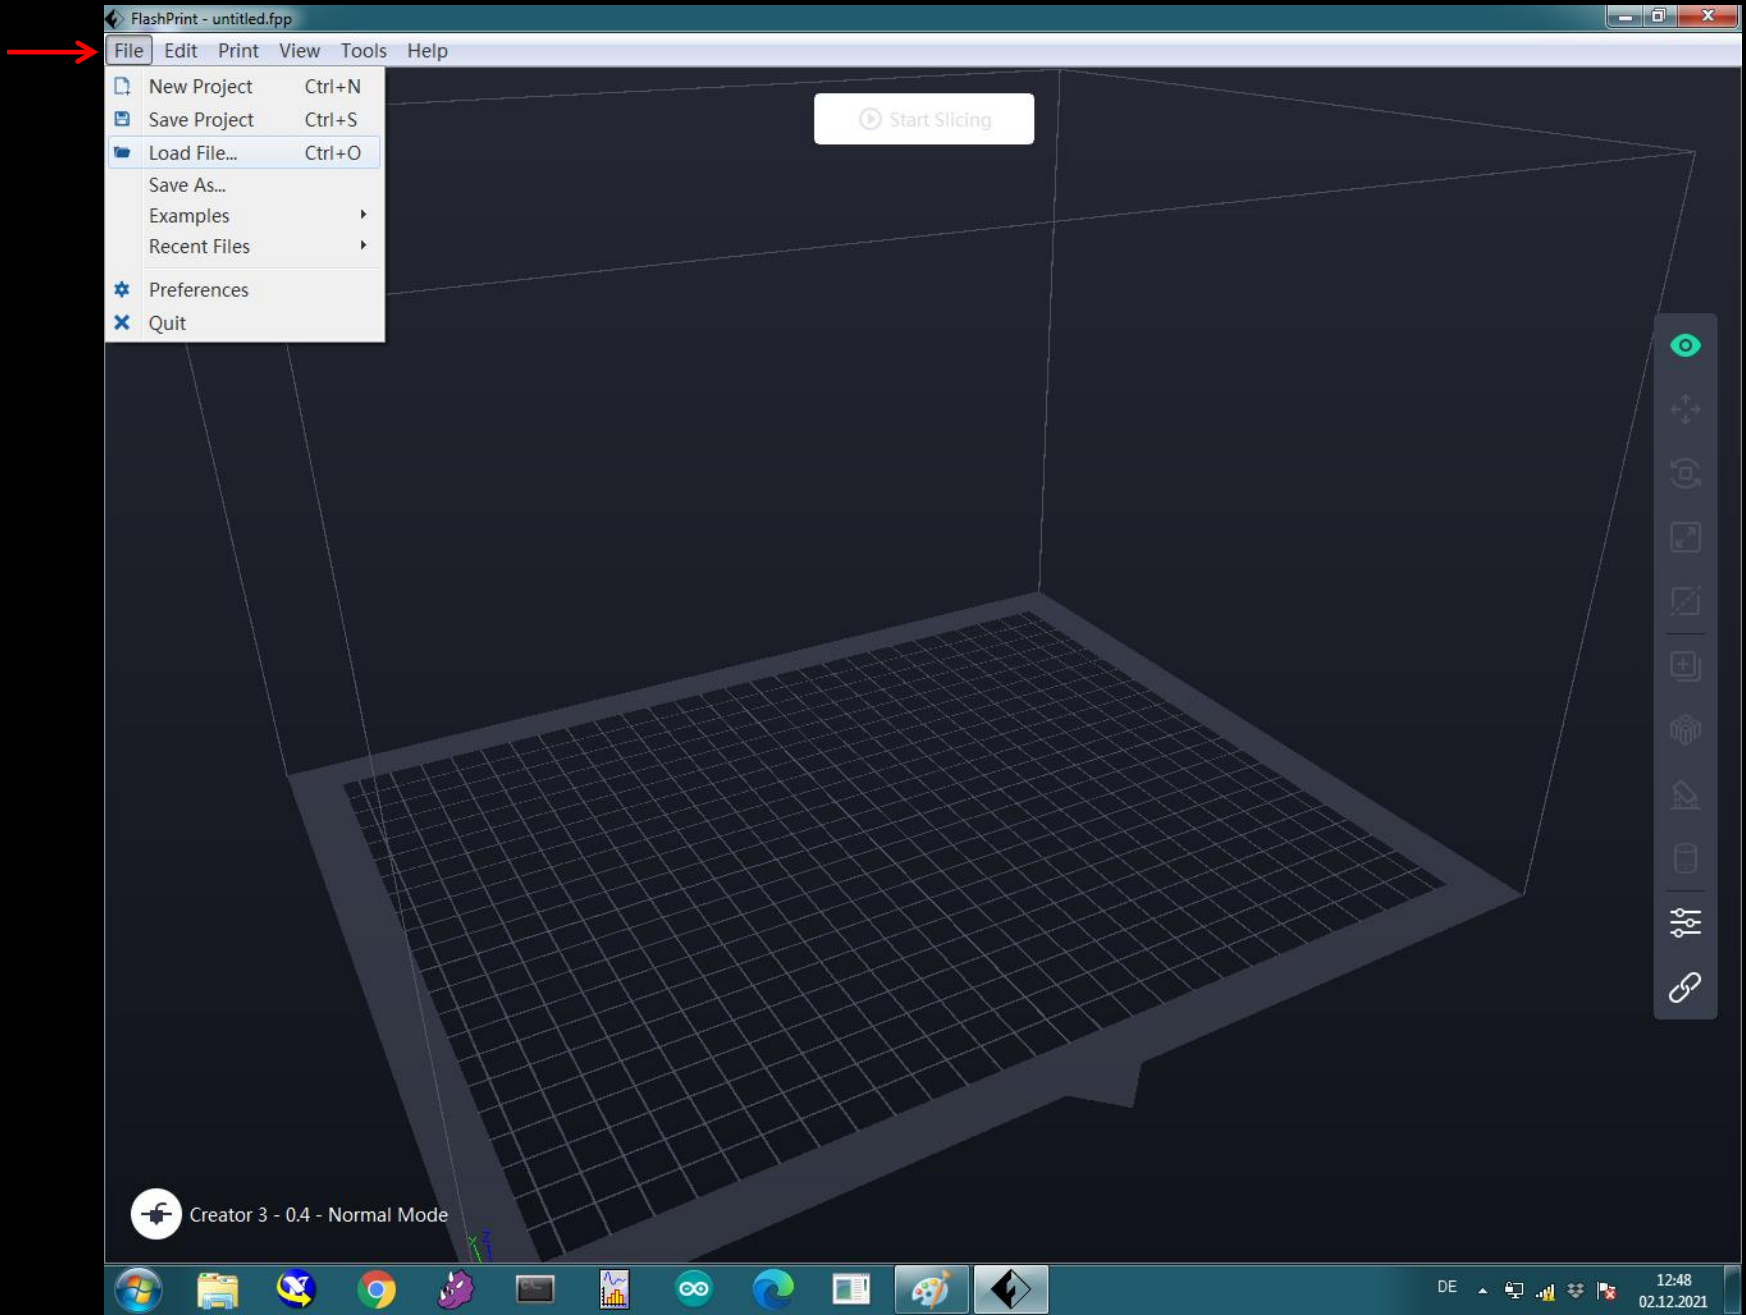 FlashPrint - untitled.fpp
File Edit Print View Tools Help
New Project Ctrl+N
Save Project Ctrl+S
Load File... Ctrl+O
Save As...
Examples
Recent Files
Preferences
Quit
Start Slicing
Creator 3 - 0.4 - Normal Mode
Y Z
DE
12:48
02.12.2021